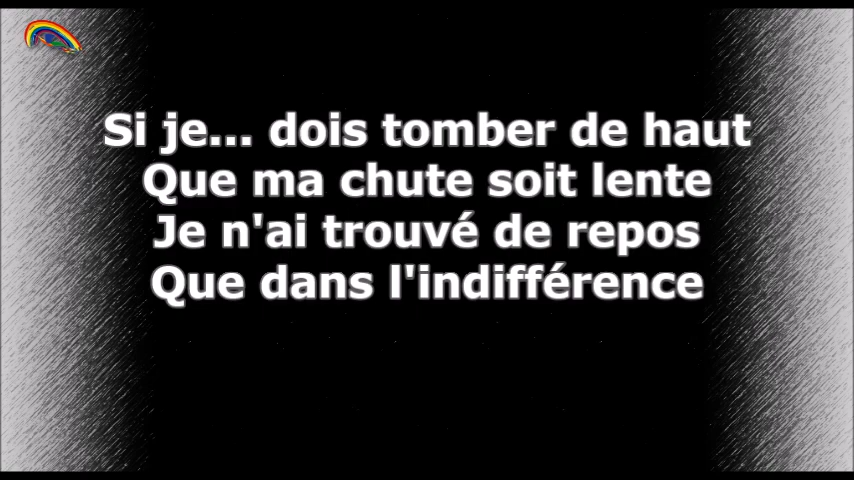 Si je... dois tomber de haut
Que ma chute soit lente
Je n'ai trouvé de repos
Que dans l'indifférence